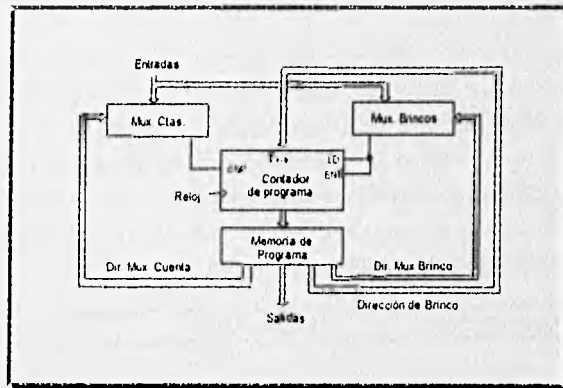 Entradas
Mux. Ctas.
Mux. Brincos
LD
ENT
Contador
de programa
Reloj
Memoria de
Programa
Dir. Mux. Cuenta
Dir. Mux Brinco
Salidas
Dirección de Brinco